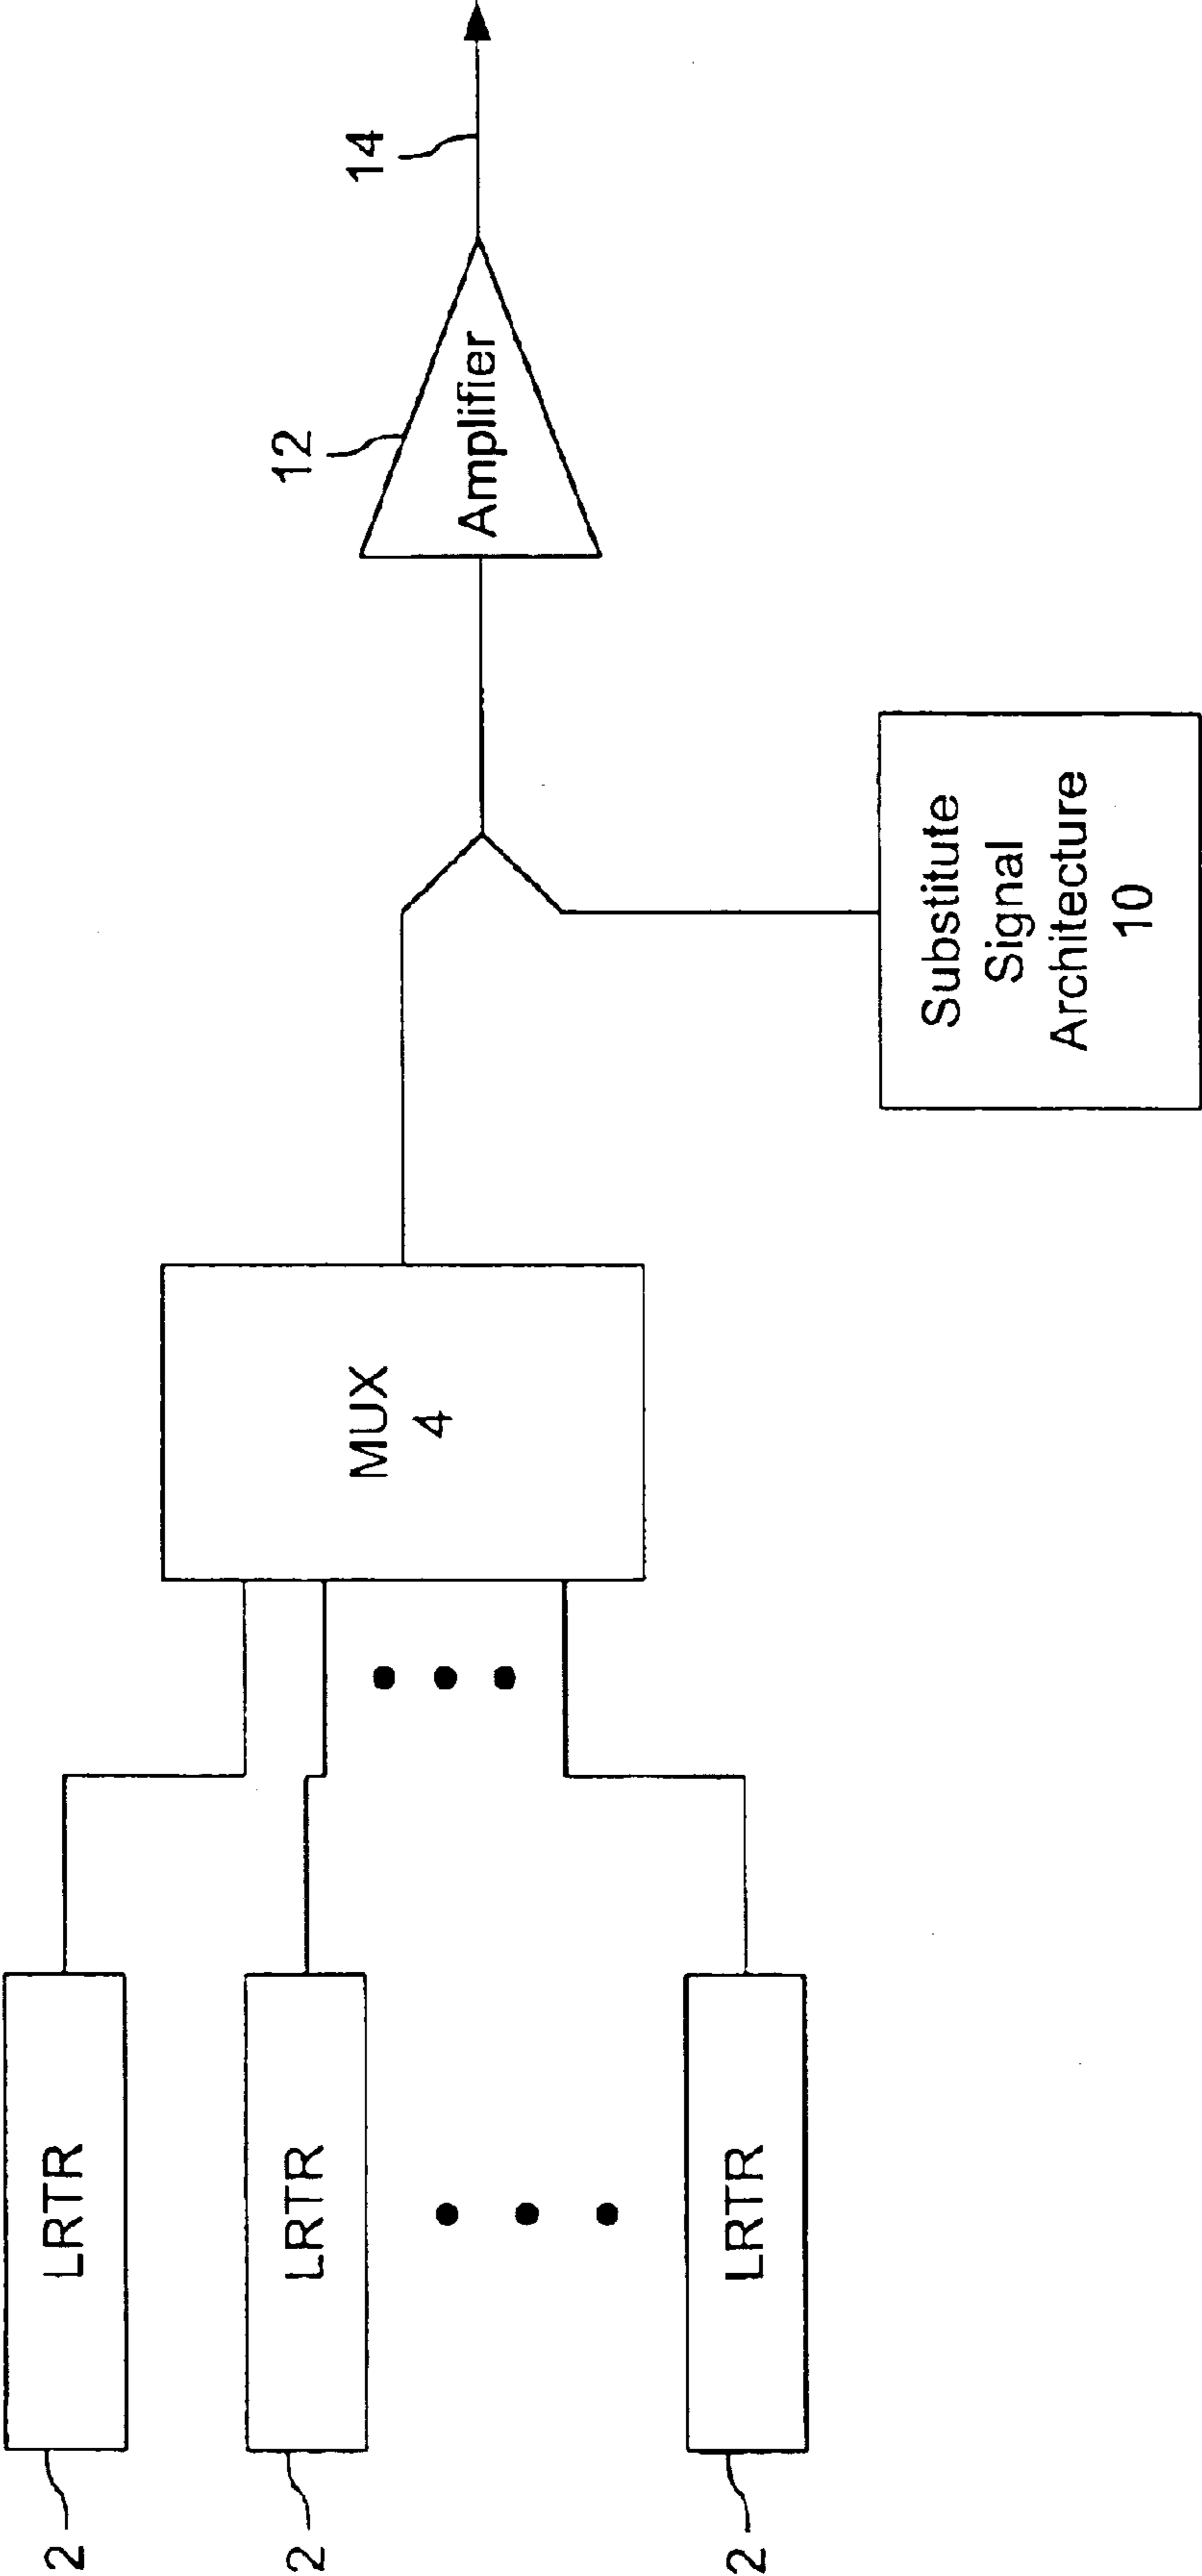 2
LRTR
2
LRTR
2
LRTR
MUX
4
Substitute
Signal
Architecture
10
12
Amplifier
14